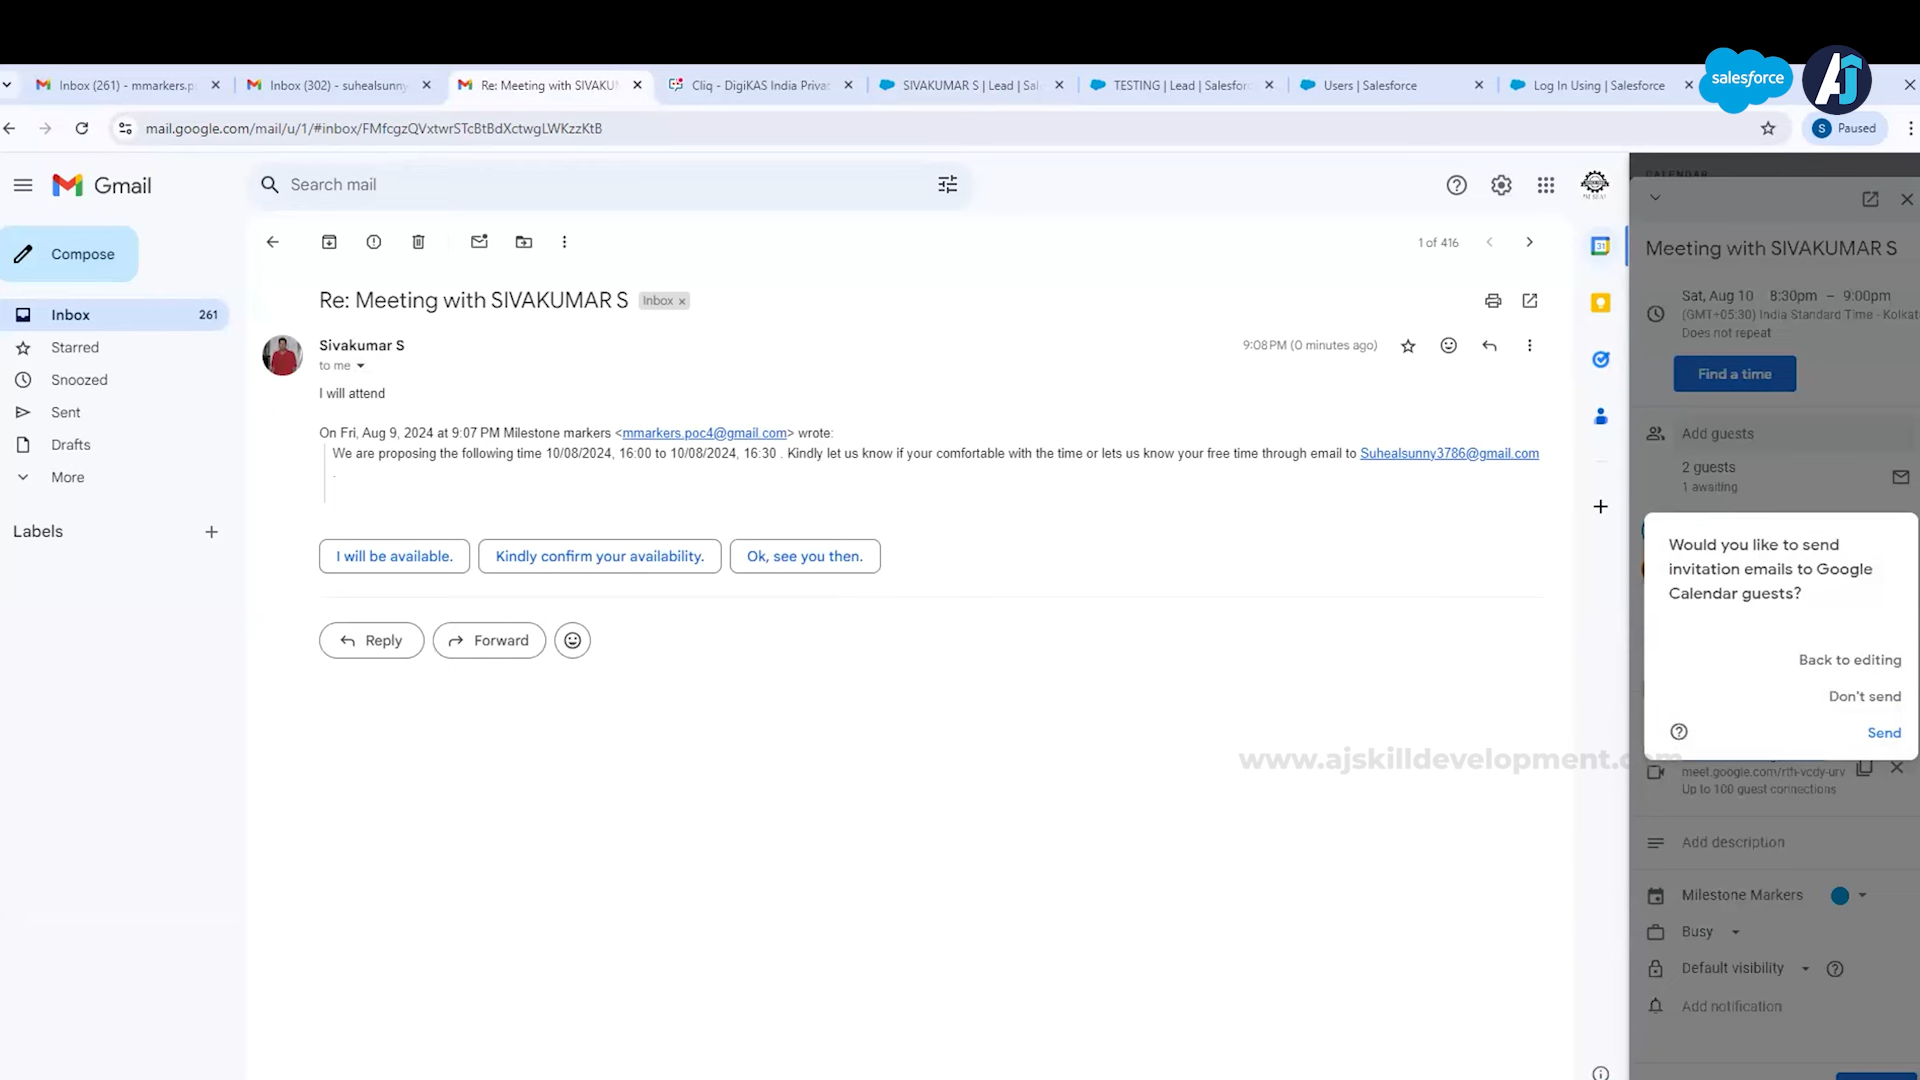 salesforce
AJ
Inbox (261) - mmarkers.p
Inbox (302) - suhealsunny
Re: Meeting with SIVAKUM
Cliq - DigiKAS India Priva
SIVAKUMAR S | Lead | Sal
TESTING | Lead | Salesfor
Users | Salesforce
Log In Using | Salesforce
mail.google.com/mail/u/1/#inbox/FMfcgzQVxtwrSTcBtBdXctwgLWKzzKtB
S Paused
Gmail
Search mail
CALENDAR
Compose
1 of 416
Meeting with SIVAKUMAR S
Re: Meeting with SIVAKUMAR S
Inbox ×
Sat, Aug 10 8:30pm – 9:00pm
(GMT+05:30) India Standard Time - Kolkat
Does not repeat
Find a time
Inbox 261
Starred
Snoozed
Sent
Drafts
More
Labels
Sivakumar S
9:08 PM (0 minutes ago)
to me
I will attend
On Fri, Aug 9, 2024 at 9:07 PM Milestone markers <mmarkers.poc4@gmail.com> wrote:
We are proposing the following time 10/08/2024, 16:00 to 10/08/2024, 16:30 . Kindly let us know if your comfortable with the time or lets us know your free time through email to Suhealsunny3786@gmail.com
.
I will be available.
Kindly confirm your availability.
Ok, see you then.
Reply
Forward
31
Add guests
2 guests
1 awaiting
Would you like to send
invitation emails to Google
Calendar guests?
Back to editing
Don't send
Send
www.ajskilldevelopment.com
meet.google.com/rth-vcdy-urv
Up to 100 guest connections
Add description
Milestone Markers
Busy
Default visibility
Add notification